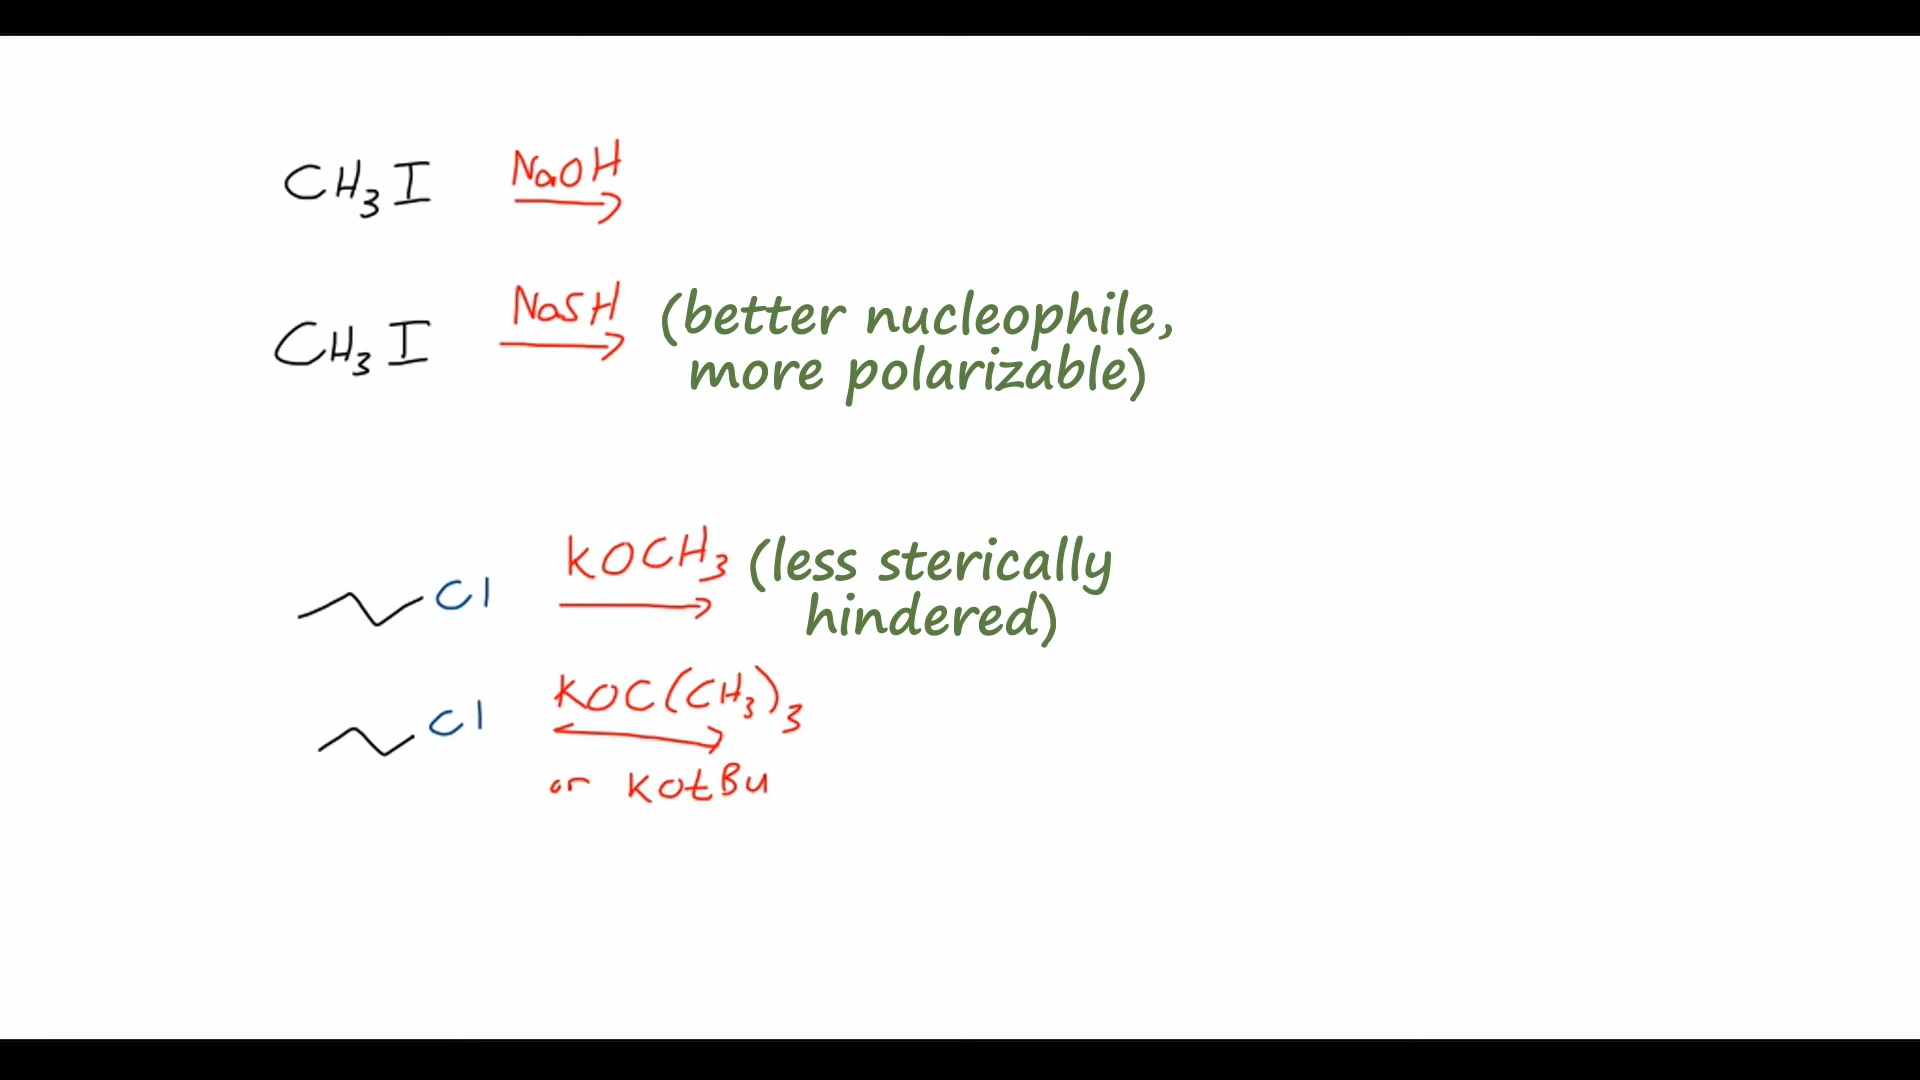 CH₃I NaOH
CH₃I NaSH (better nucleophile,
more polarizable)
Cl KOCH₃ (less sterically
hindered)
Cl KOC(CH₃)₃
or KOtBu